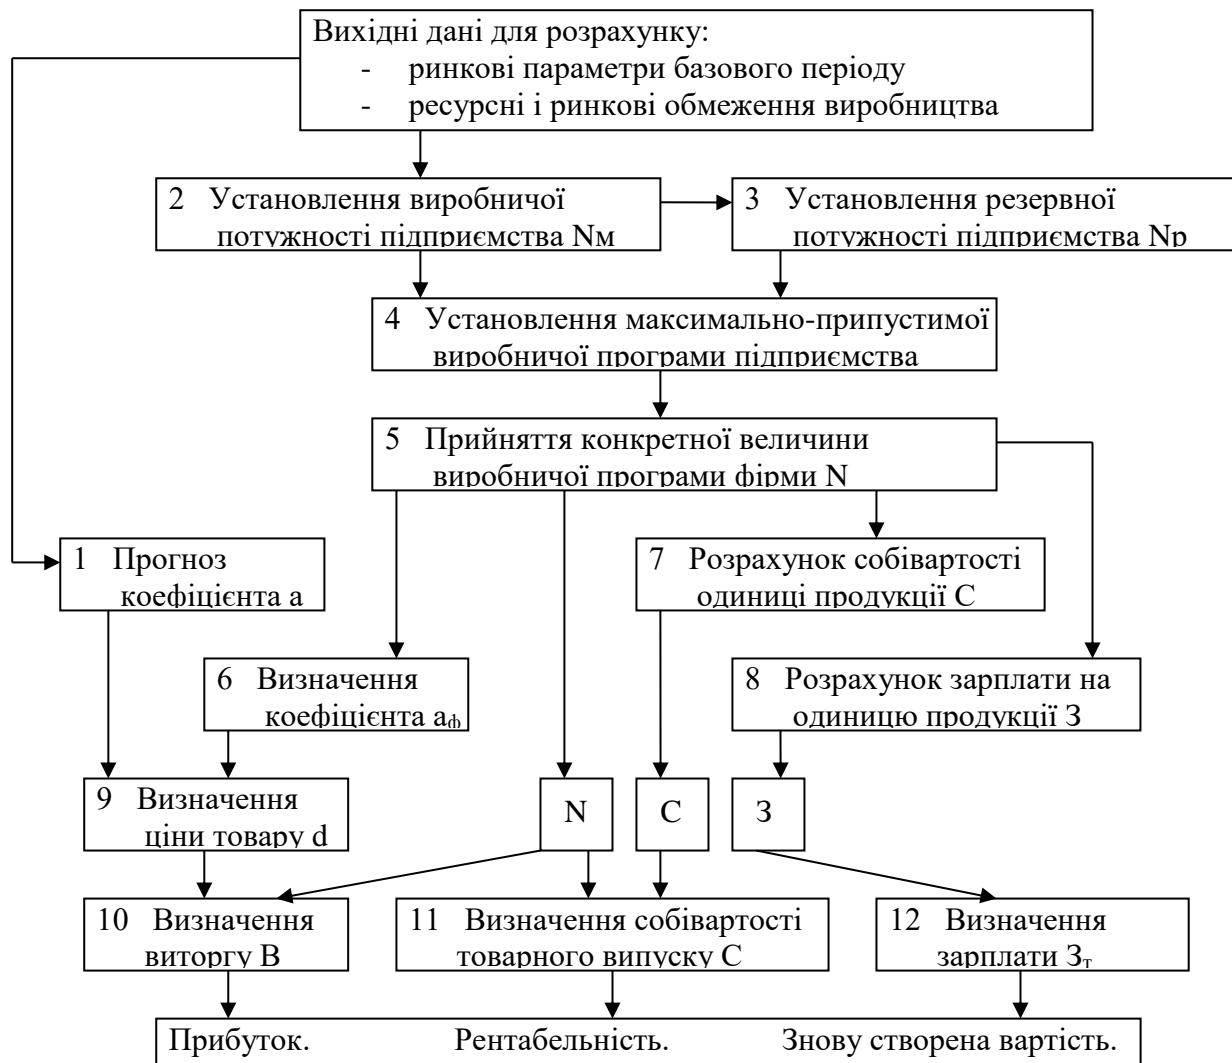 Вихідні дані для розрахунку:
- ринкові параметри базового періоду
- ресурсні і ринкові обмеження виробництва
2 Установлення виробничої
потужності підприємства Nм
3 Установлення резервної
потужності підприємства Nр
4 Установлення максимально-припустимої
виробничої програми підприємства
5 Прийняття конкретної величини
виробничої програми фірми N
1 Прогноз
коефіцієнта а
7 Розрахунок собівартості
одиниці продукції С
6 Визначення
коефіцієнта аф
8 Розрахунок зарплати на
одиницю продукції З
9 Визначення
ціни товару d
N
С
З
10 Визначення
виторгу В
11 Визначення собівартості
товарного випуску С
12 Визначення
зарплати Зт
Прибуток. Рентабельність. Знову створена вартість.